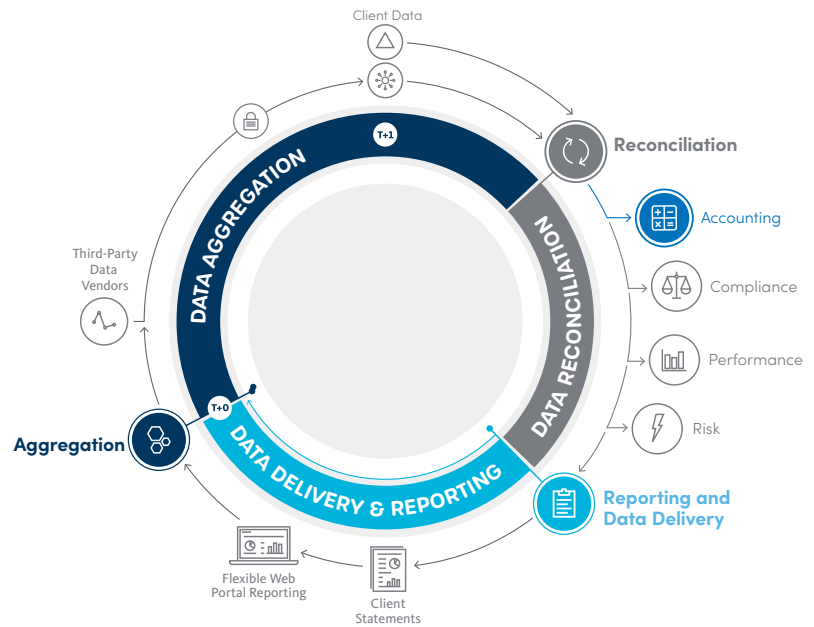 Client Data
T+1
DATA AGGREGATION
Reconciliation
Accounting
Third-Party
Data
Vendors
DATA RECONCILIATION
Compliance
Performance
T+0
Risk
Aggregation
DATA DELIVERY & REPORTING
Reporting and
Data Delivery
Flexible Web
Portal Reporting
Client
Statements